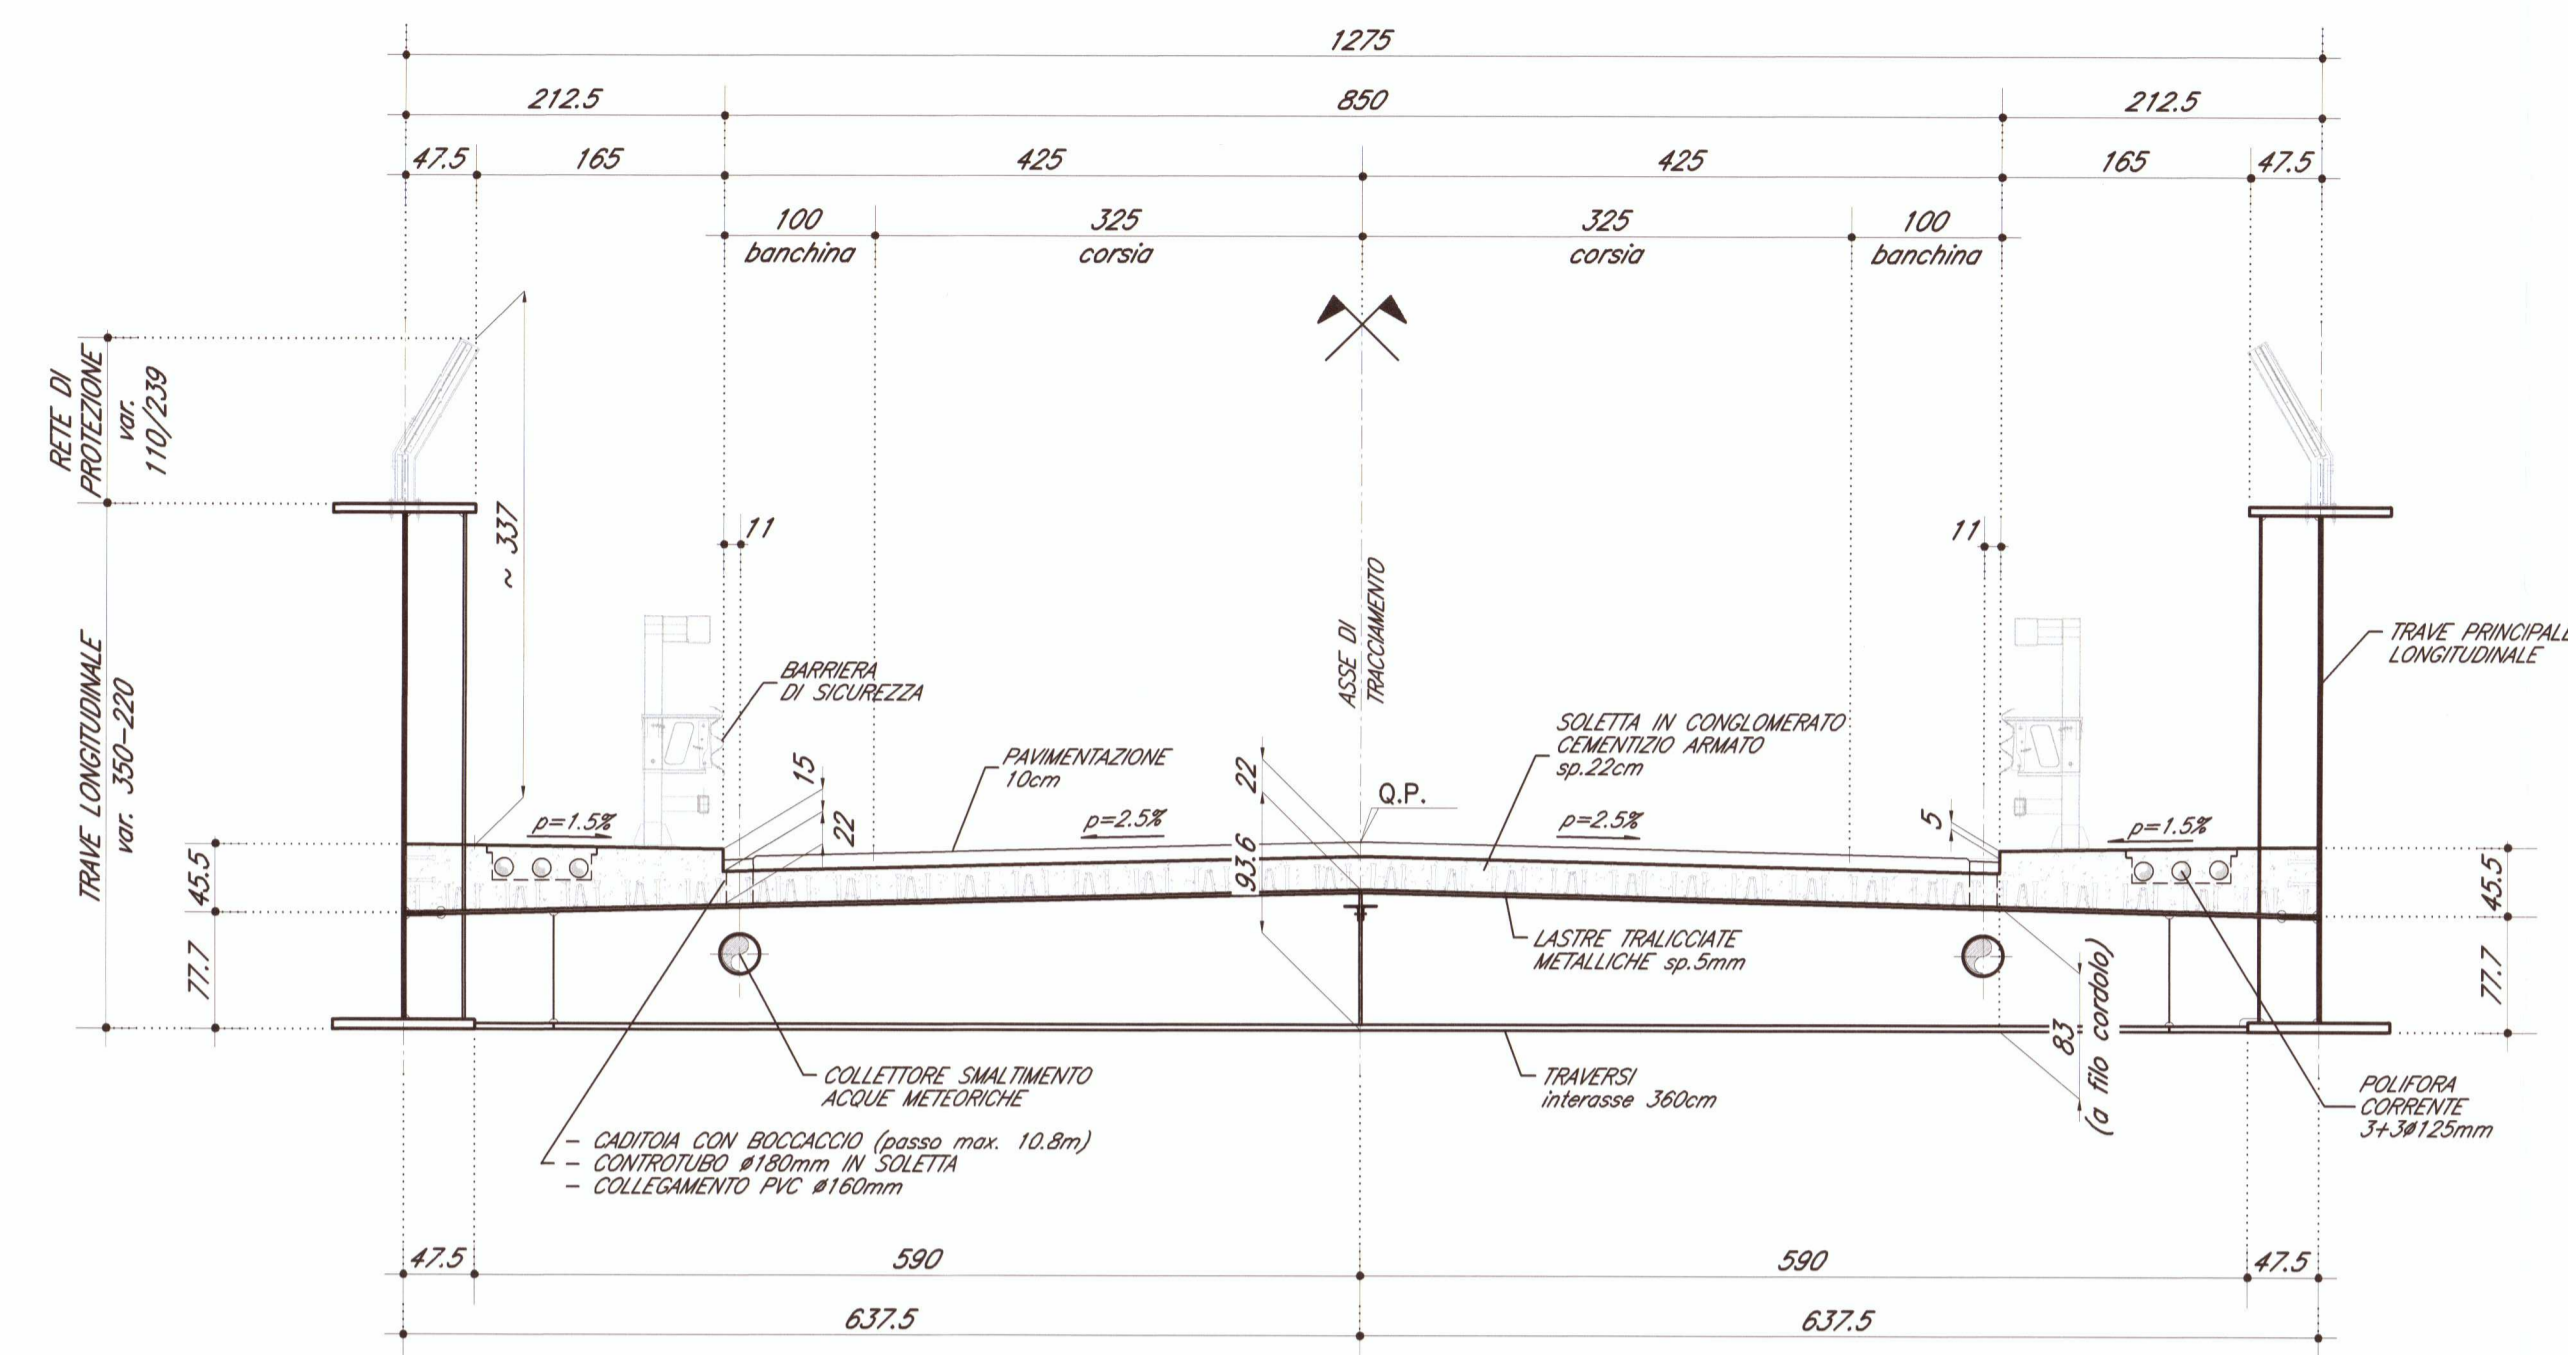 1275
212.5 850 212.5
47.5 165 425 425 165 47.5
100 325 325 100
banchina corsia corsia banchina
RETE DI
PROTEZIONE
var.
110/239
~ 337
11 11
ASSE DI
TRACCIAMENTO
TRAVE LONGITUDINALE
var. 350-220
TRAVE PRINCIPALE
LONGITUDINALE
BARRIERA
DI SICUREZZA
SOLETTA IN CONGLOMERATO
CEMENTIZIO ARMATO
sp.22cm
PAVIMENTAZIONE
10cm
15
22
22
93.6
Q.P.
5
p=1.5% p=2.5% p=2.5% p=1.5%
45.5 45.5
77.7 77.7
LASTRE TRALICCIATE
METALLICHE sp.5mm
83
(a filo cordolo)
COLLETTORE SMALTIMENTO
ACQUE METEORICHE
TRAVERSI
interasse 360cm
POLIFORA
CORRENTE
3+3ø125mm
- CADITOIA CON BOCCACCIO (passo max. 10.8m)
- CONTROTUBO ø180mm IN SOLETTA
- COLLEGAMENTO PVC ø160mm
47.5 590 590 47.5
637.5 637.5